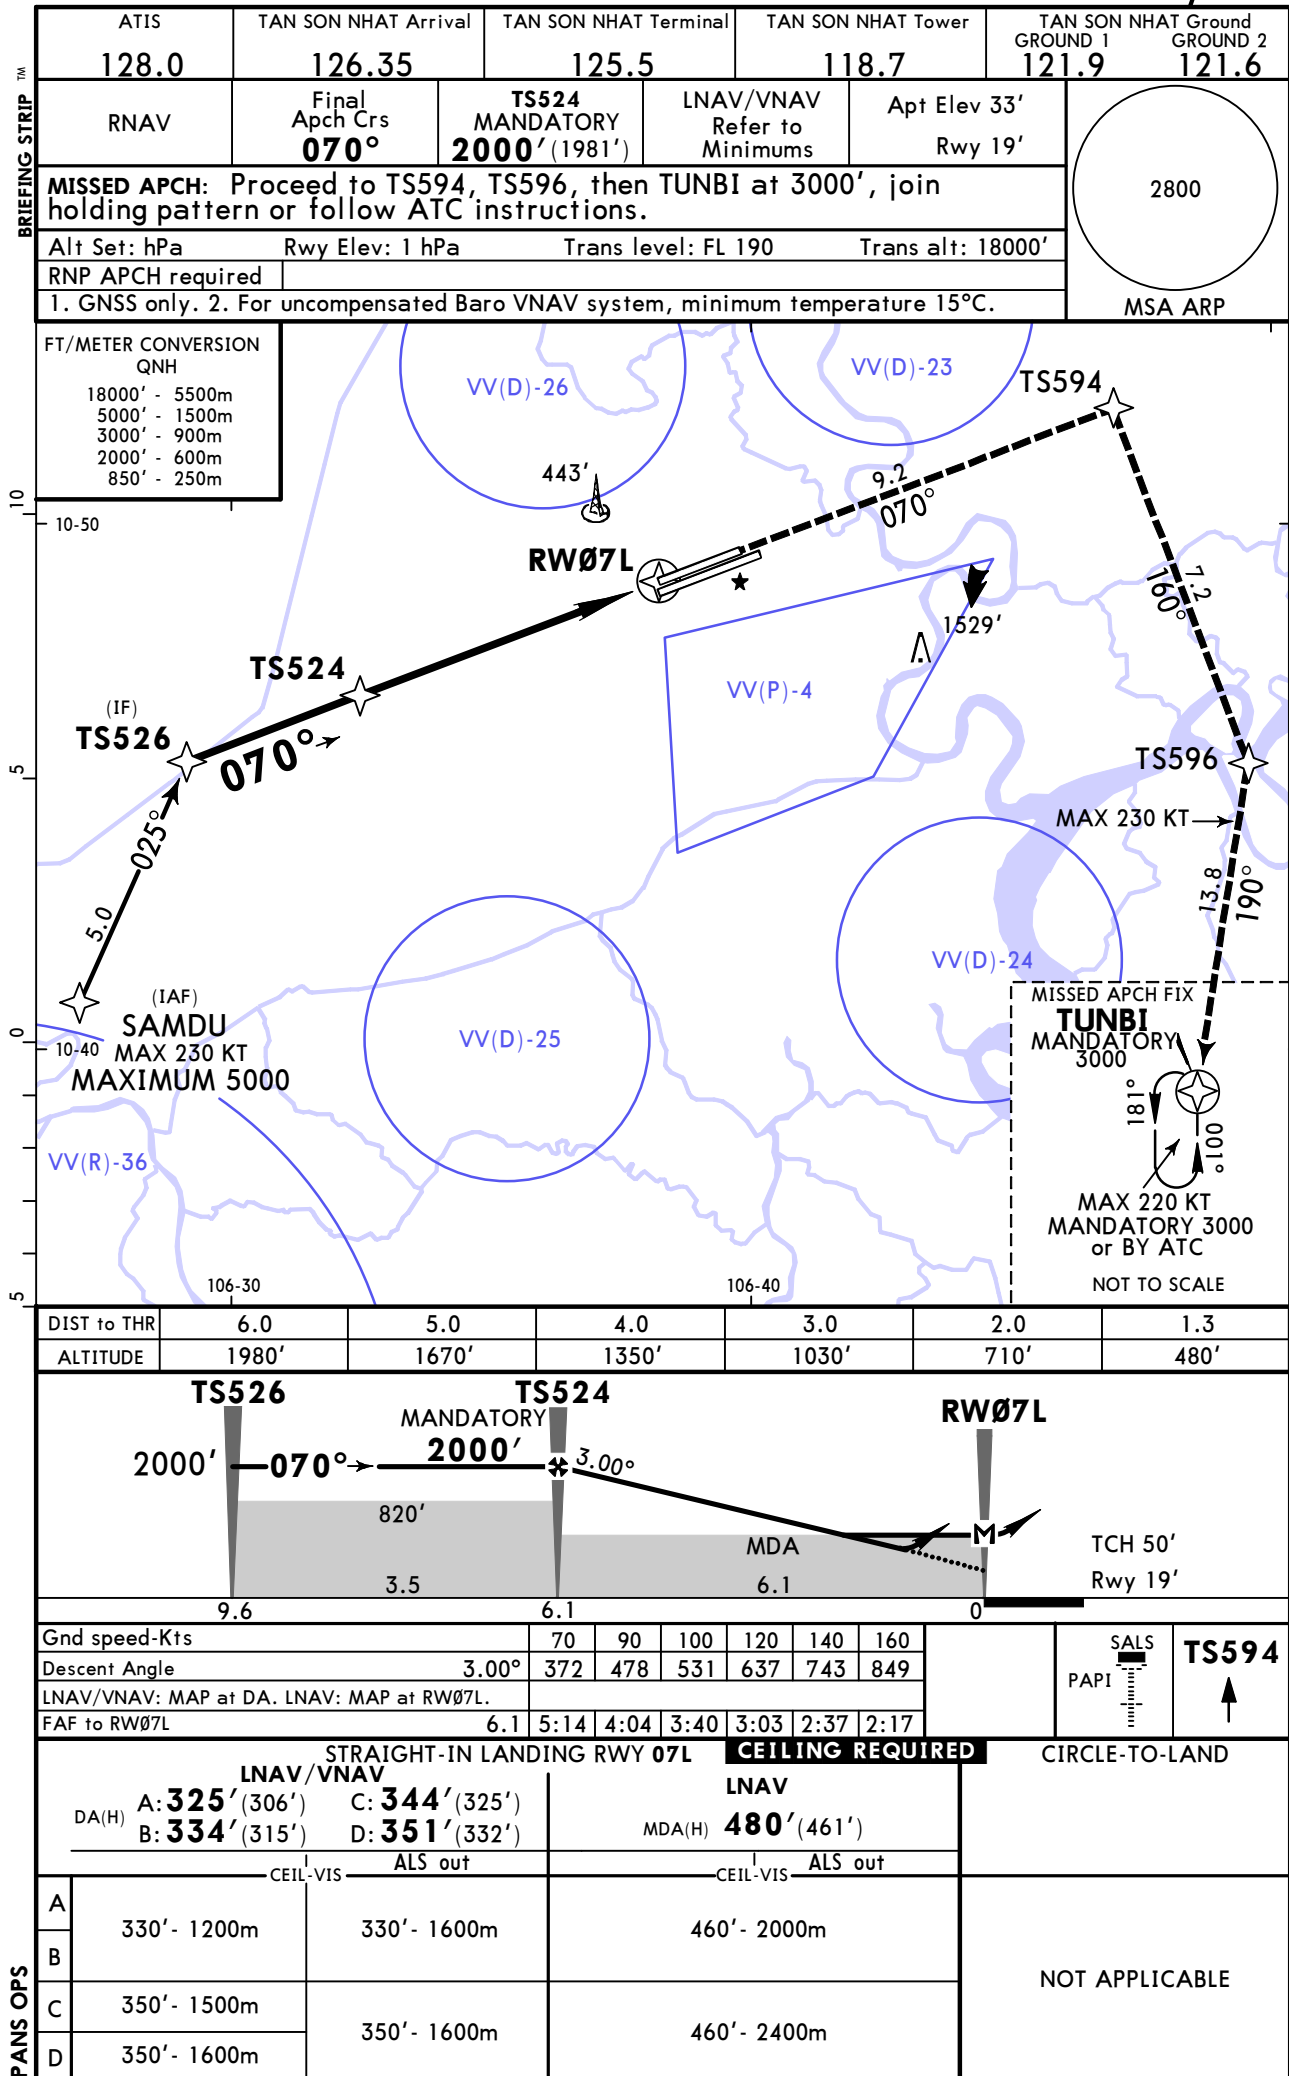 ATIS
128.0
TAN SON NHAT Arrival
126.35
TAN SON NHAT Terminal
125.5
TAN SON NHAT Tower
118.7
TAN SON NHAT Ground
GROUND 1 GROUND 2
121.9 121.6
BRIEFING STRIP TM
RNAV
Final
Apch Crs
070°
TS524
MANDATORY
2000' (1981')
LNAV/VNAV
Refer to
Minimums
Apt Elev 33'
Rwy 19'
2800
MSA ARP
MISSED APCH: Proceed to TS594, TS596, then TUNBI at 3000', join
holding pattern or follow ATC instructions.
Alt Set: hPa Rwy Elev: 1 hPa Trans level: FL 190 Trans alt: 18000'
RNP APCH required
1. GNSS only. 2. For uncompensated Baro VNAV system, minimum temperature 15°C.
FT/METER CONVERSION
QNH
18000' - 5500m
5000' - 1500m
3000' - 900m
2000' - 600m
850' - 250m
VV(D)-26
VV(D)-23
TS594
443'
9.2
070°
10
10-50
RWØ7L
7.2
160°
1529'
TS524
VV(P)-4
(IF)
TS526
070°
TS596
5
MAX 230 KT
025°
13.8
190°
5.0
VV(D)-24
(IAF)
SAMDU
MAX 230 KT
MAXIMUM 5000
0
10-40
VV(D)-25
MISSED APCH FIX
TUNBI
MANDATORY
3000
181°
001°
VV(R)-36
MAX 220 KT
MANDATORY 3000
or BY ATC
NOT TO SCALE
5
106-30
106-40
DIST to THR 6.0 5.0 4.0 3.0 2.0 1.3
ALTITUDE 1980' 1670' 1350' 1030' 710' 480'
TS526
TS524
RWØ7L
MANDATORY
2000'
2000'
070°
3.00°
820'
MDA
M
TCH 50'
Rwy 19'
3.5
6.1
9.6
6.1
0
Gnd speed-Kts 70 90 100 120 140 160
Descent Angle 3.00° 372 478 531 637 743 849
LNAV/VNAV: MAP at DA. LNAV: MAP at RWØ7L.
FAF to RWØ7L 6.1 5:14 4:04 3:40 3:03 2:37 2:17
SALS
PAPI
TS594
STRAIGHT-IN LANDING RWY 07L CEILING REQUIRED
CIRCLE-TO-LAND
LNAV/VNAV
DA(H)
A: 325' (306') C: 344' (325')
B: 334' (315') D: 351' (332')
LNAV
MDA(H) 480' (461')
ALS out
CEIL-VIS
ALS out
CEIL-VIS
A
B
C
D
330'- 1200m
330'- 1600m
460'- 2000m
350'- 1500m
350'- 1600m
350'- 1600m
460'- 2400m
NOT APPLICABLE
PANS OPS